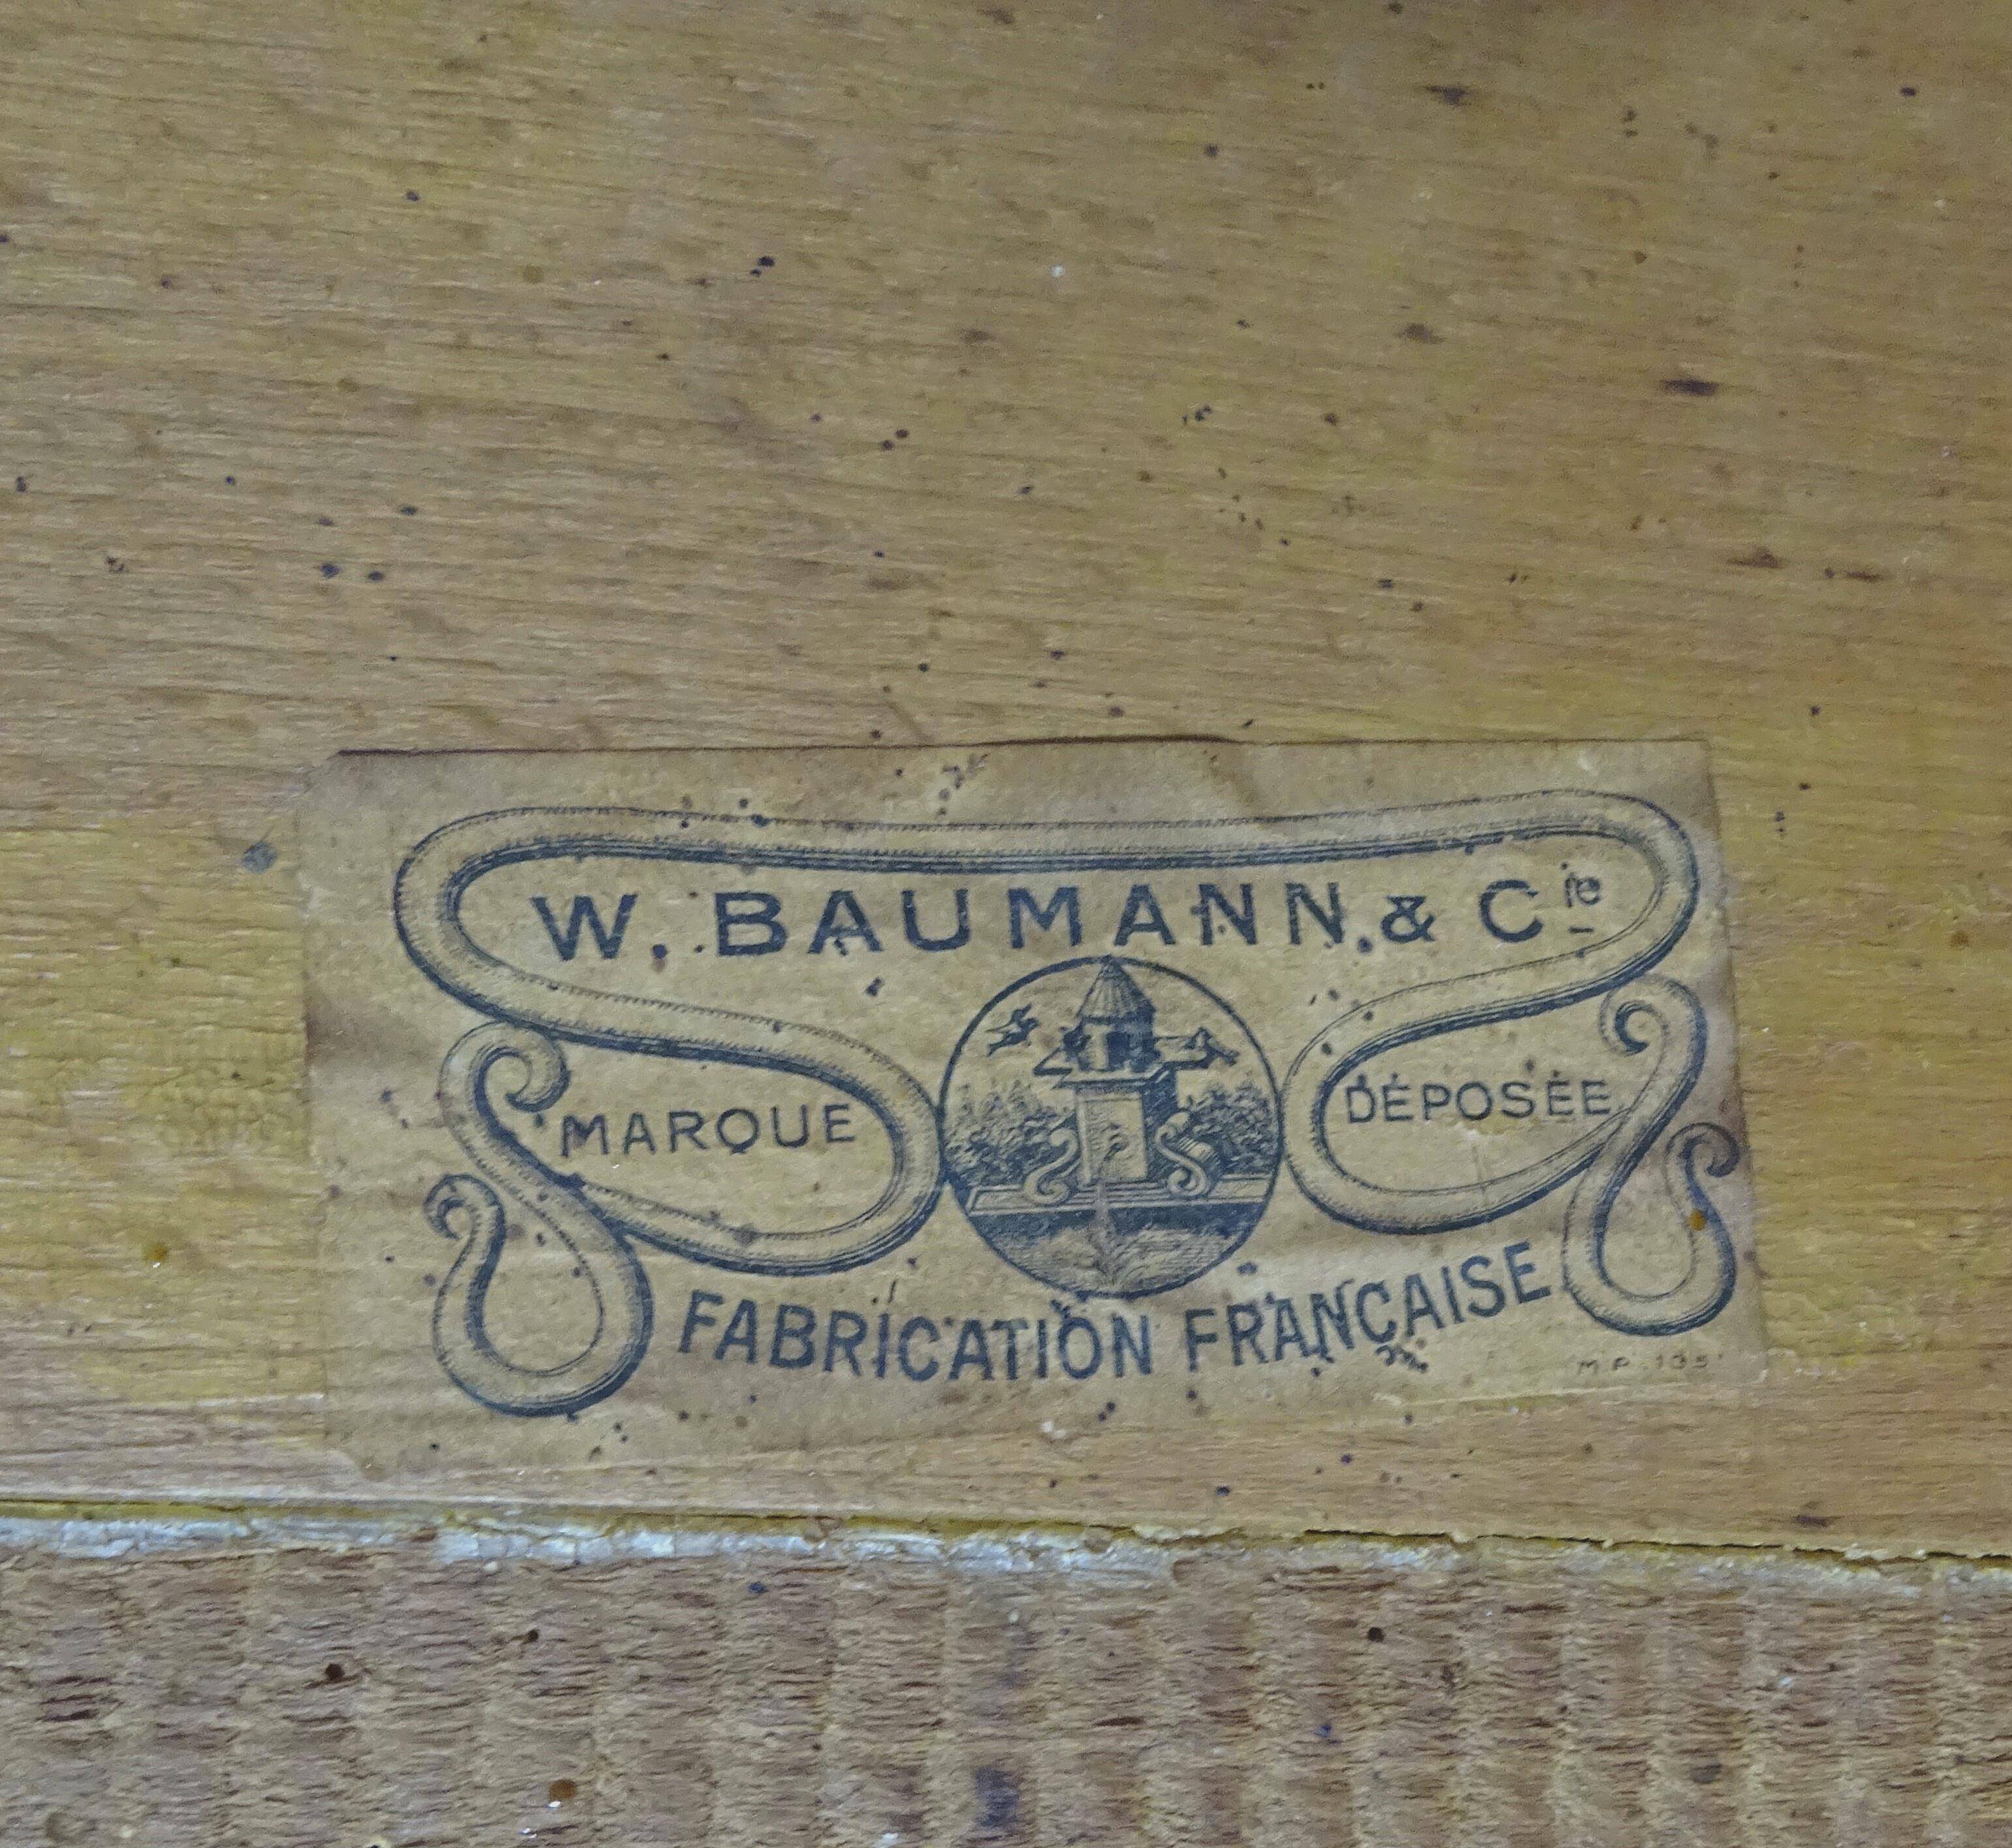 W. BAUMANN & Cie
MARQUE DÉPOSÉE
FABRICATION FRANÇAISE